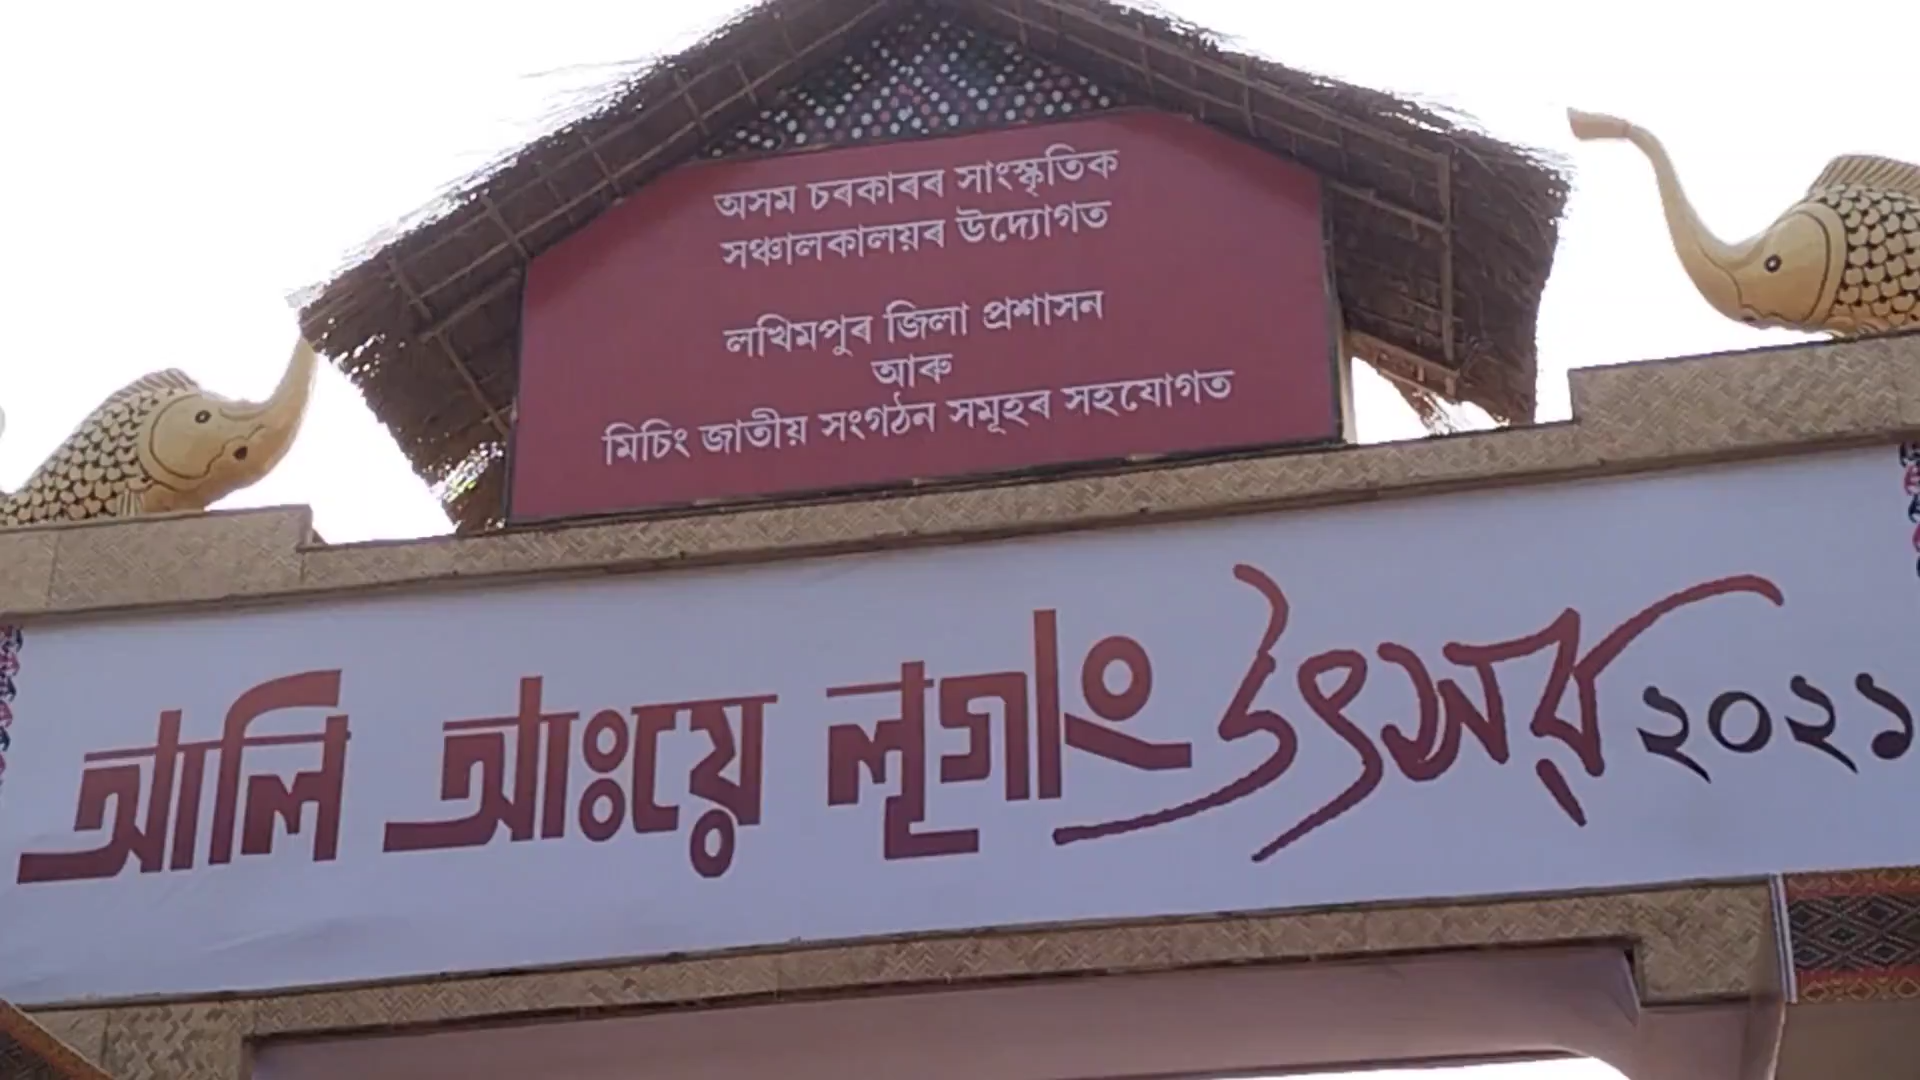 অসম চৰকাৰৰ সাংস্কৃতিক
সঞ্চালকালয়ৰ উদ্যোগত
লখিমপুৰ জিলা প্ৰশাসন
আৰু
মিচিং জাতীয় সংগঠন সমূহৰ সহযোগত
আলি আঃয়ে লৃগাং উৎসৱ ২০২১